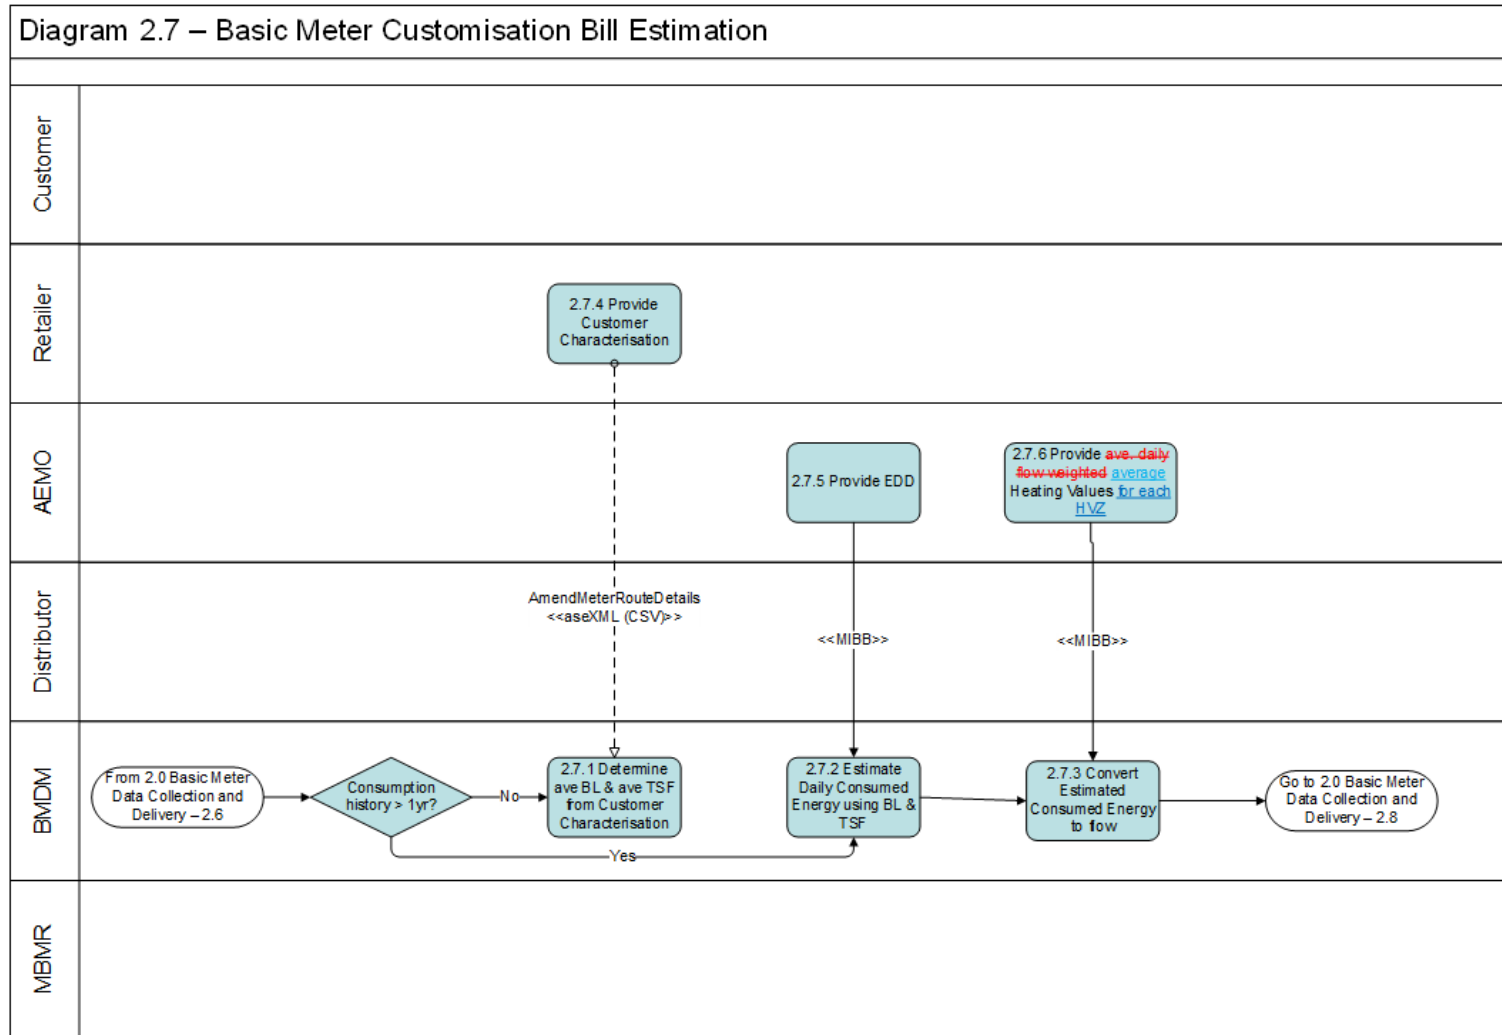 Diagram 2.7 – Basic Meter Customisation Bill Estimation
Customer
Retailer
2.7.4 Provide
Customer
Characterisation
AEMO
2.7.5 Provide EDD
2.7.6 Provide ave. daily
flow weighted average
Heating Values for each
HVZ
Distributor
AmendMeterRouteDetails
<<aseXML (CSV)>>
<<MIBB>>
<<MIBB>>
BMDM
From 2.0 Basic Meter
Data Collection and
Delivery – 2.6
Consumption
history > 1yr?
No
Yes
2.7.1 Determine
ave BL & ave TSF
from Customer
Characterisation
2.7.2 Estimate
Daily Consumed
Energy using BL &
TSF
2.7.3 Convert
Estimated
Consumed Energy
to flow
Go to 2.0 Basic Meter
Data Collection and
Delivery – 2.8
MBMR